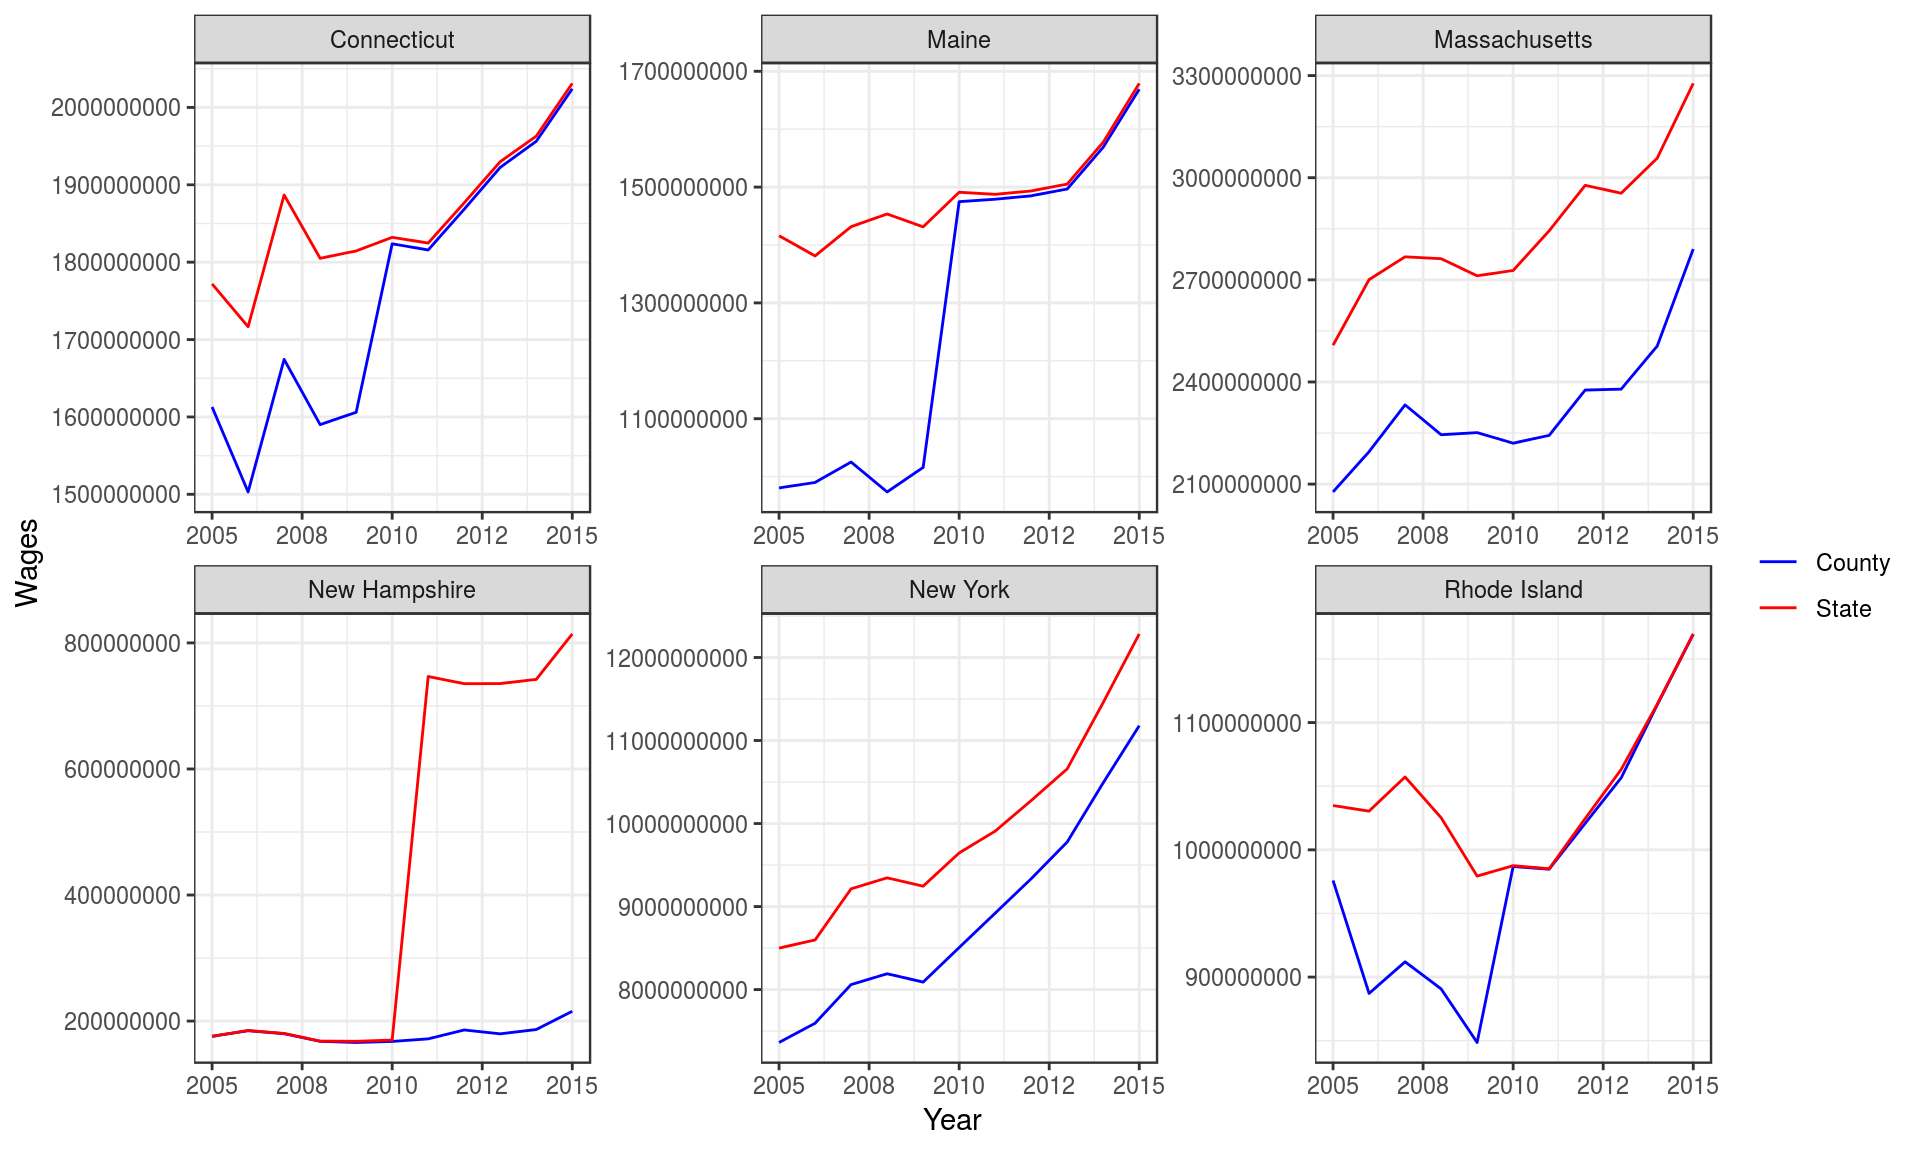 Connecticut
Maine
Massachusetts
2000000000
1900000000
1800000000
1700000000
1600000000
1500000000
1700000000
1500000000
1300000000
1100000000
3300000000
3000000000
2700000000
2400000000
2100000000
2005 2008 2010 2012 2015
2005 2008 2010 2012 2015
2005 2008 2010 2012 2015
Wages
New Hampshire
New York
Rhode Island
800000000
600000000
400000000
200000000
12000000000
11000000000
10000000000
9000000000
8000000000
1100000000
1000000000
900000000
2005 2008 2010 2012 2015
2005 2008 2010 2012 2015
2005 2008 2010 2012 2015
Year
County
State